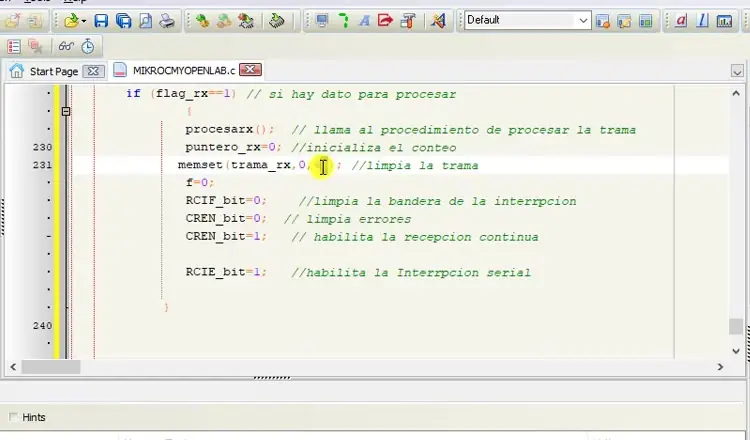 Default
Start Page
MIKROCMYOPENLAB.c
if (flag_rx==1) // si hay dato para procesar
{
procesarx(); // llama al procedimiento de procesar la trama
230 puntero_rx=0; //inicializa el conteo
231 memset(trama_rx,0, ); //limpia la trama
f=0;
RCIF_bit=0; //limpia la bandera de la interrpcion
CREN_bit=0; // limpia errores
CREN_bit=1; // habilita la recepcion continua
RCIE_bit=1; //habilita la Interrpcion serial
}
240
Hints